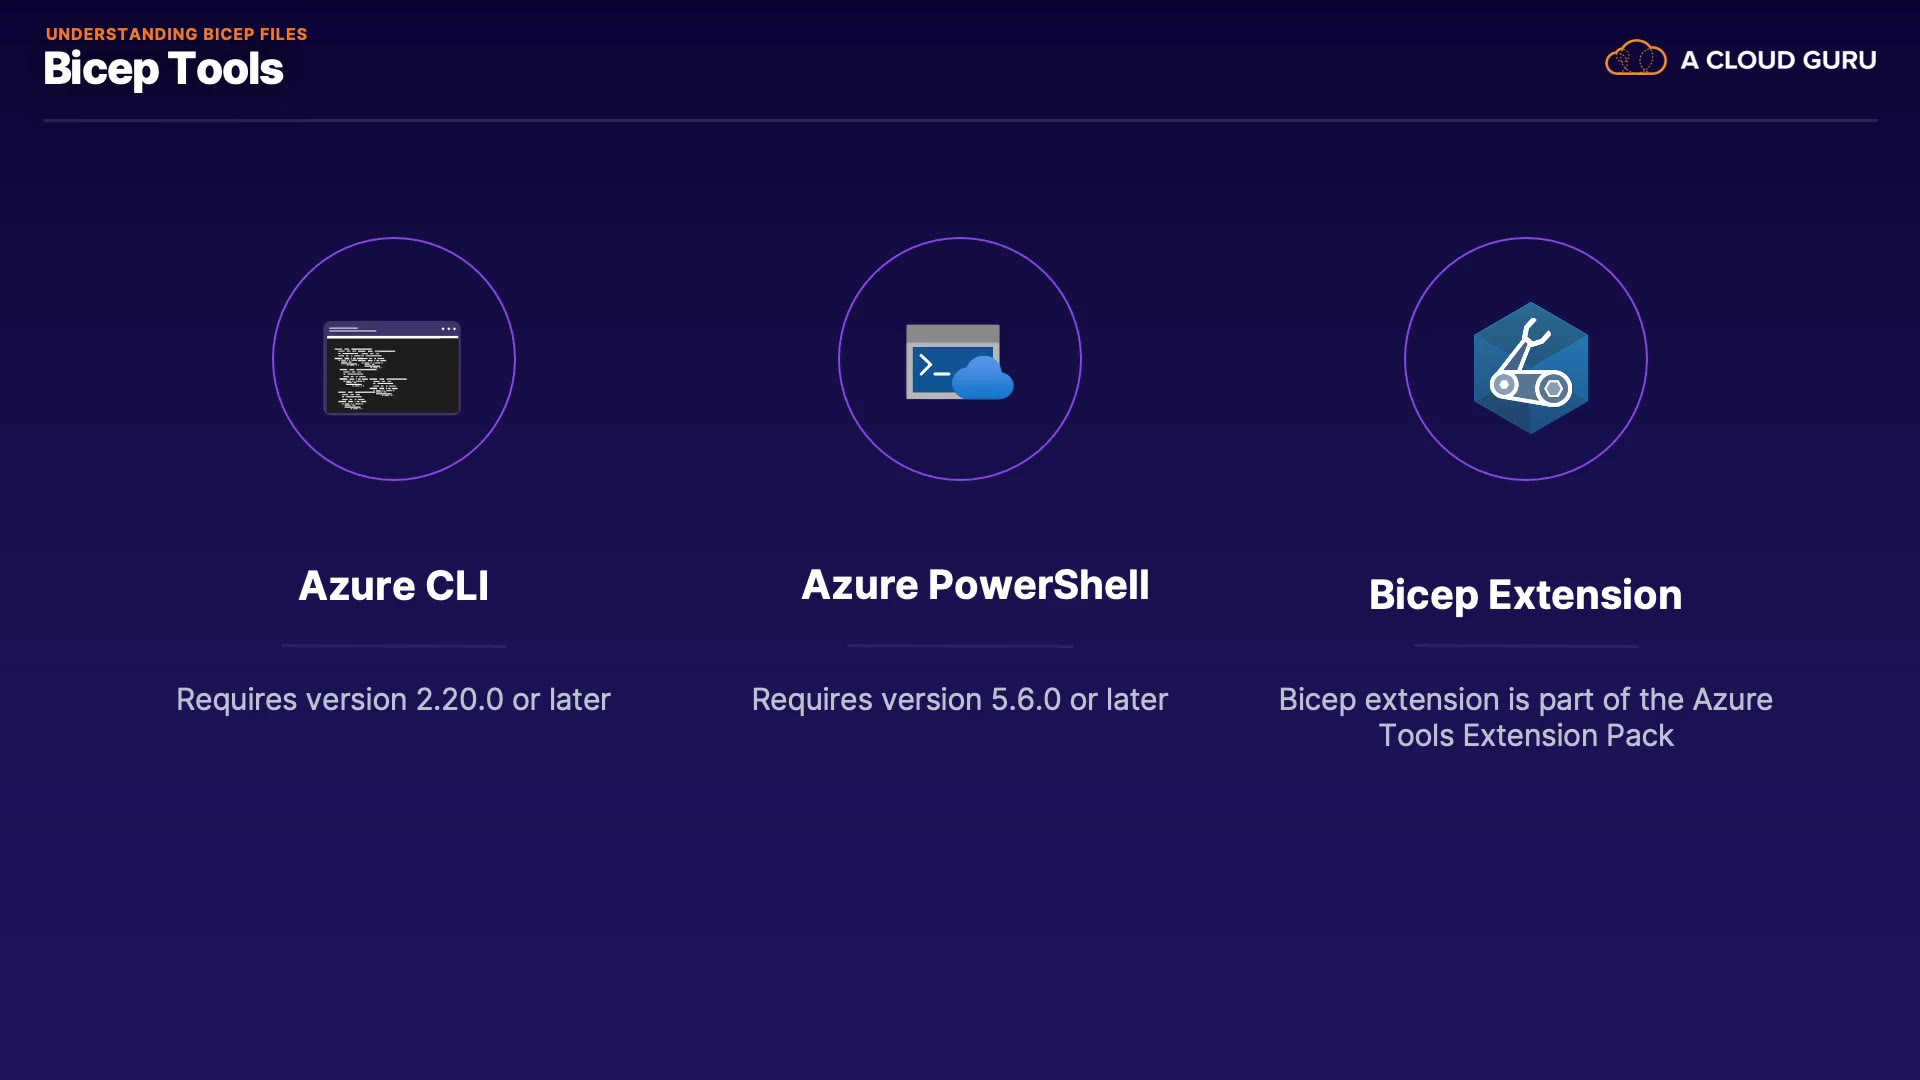 UNDERSTANDING BICEP FILES
Bicep Tools
A CLOUD GURU
Azure CLI
Requires version 2.20.0 or later
Azure PowerShell
Requires version 5.6.0 or later
Bicep Extension
Bicep extension is part of the Azure
Tools Extension Pack